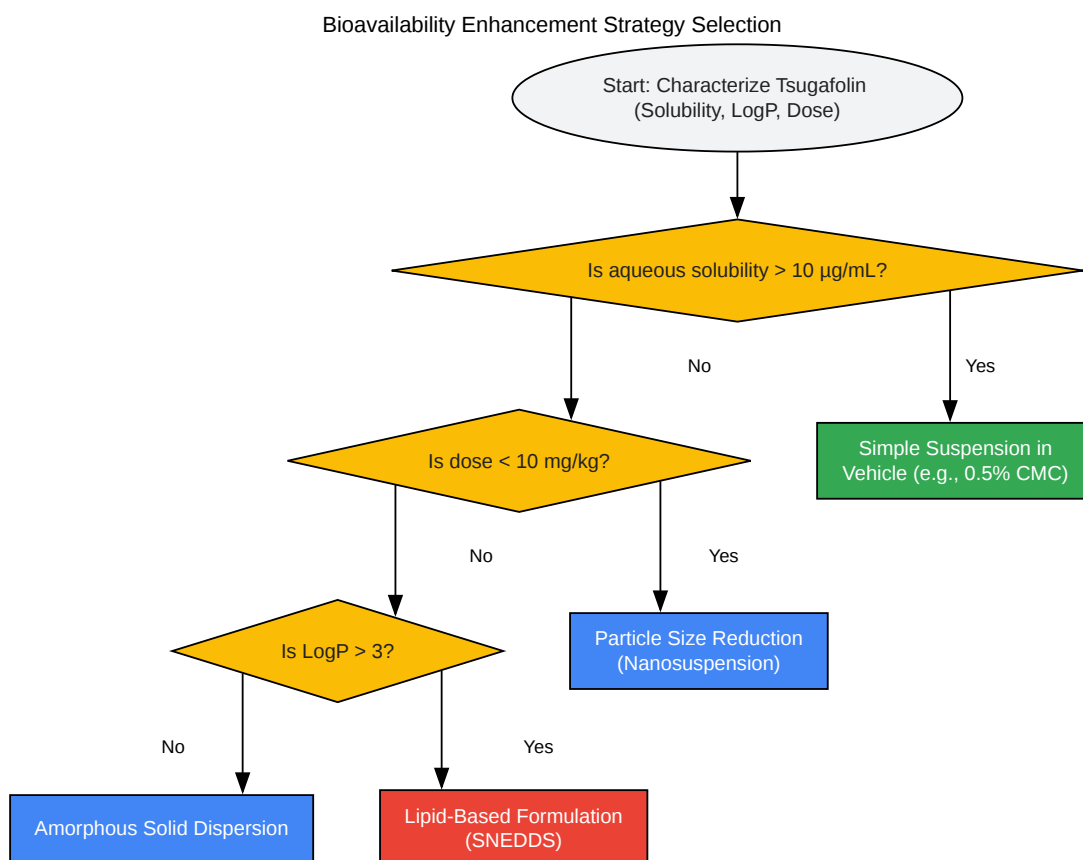 Bioavailability Enhancement Strategy Selection
Start: Characterize Tsugafolin
(Solubility, LogP, Dose)
Is aqueous solubility > 10 µg/mL?
No
Yes
Is dose < 10 mg/kg?
Simple Suspension in
Vehicle (e.g., 0.5% CMC)
No
Yes
Is LogP > 3?
Particle Size Reduction
(Nanosuspension)
No
Yes
Amorphous Solid Dispersion
Lipid-Based Formulation
(SNEDDS)